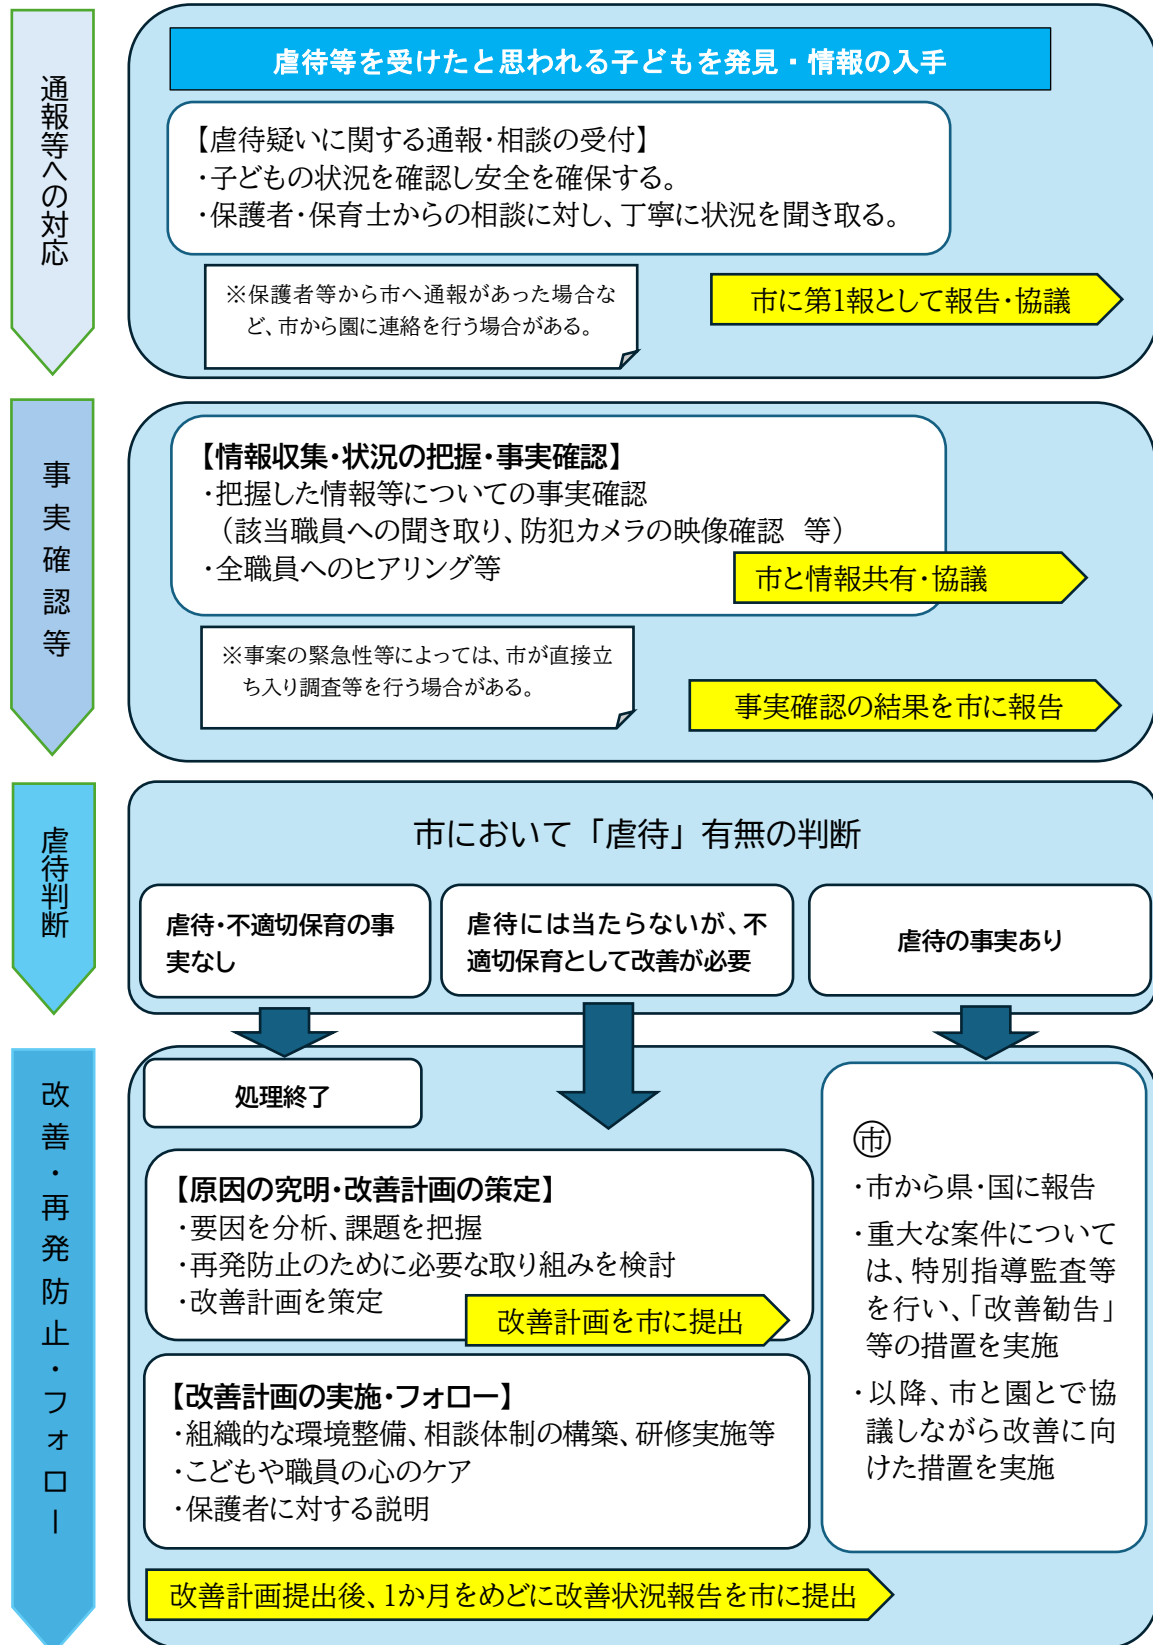 通報等への対応
虐待等を受けたと思われる子どもを発見・情報の入手
【虐待疑いに関する通報・相談の受付】
・子どもの状況を確認し安全を確保する。
・保護者・保育士からの相談に対し、丁寧に状況を聞き取る。
※保護者等から市へ通報があった場合な
ど、市から園に連絡を行う場合がある。
市に第1報として報告・協議
事実確認等
【情報収集・状況の把握・事実確認】
・把握した情報等についての事実確認
（該当職員への聞き取り、防犯カメラの映像確認　等）
・全職員へのヒアリング等
市と情報共有・協議
※事案の緊急性等によっては、市が直接立
ち入り調査等を行う場合がある。
事実確認の結果を市に報告
虐待判断
市において「虐待」有無の判断
虐待・不適切保育の事
実なし
虐待には当たらないが、不
適切保育として改善が必要
虐待の事実あり
改善・再発防止・フォロー
処理終了
【原因の究明・改善計画の策定】
・要因を分析、課題を把握
・再発防止のために必要な取り組みを検討
・改善計画を策定
改善計画を市に提出
【改善計画の実施・フォロー】
・組織的な環境整備、相談体制の構築、研修実施等
・こどもや職員の心のケア
・保護者に対する説明
改善計画提出後、1か月をめどに改善状況報告を市に提出
市
・市から県・国に報告
・重大な案件について
は、特別指導監査等
を行い、「改善勧告」
等の措置を実施
・以降、市と園とで協
議しながら改善に向
けた措置を実施